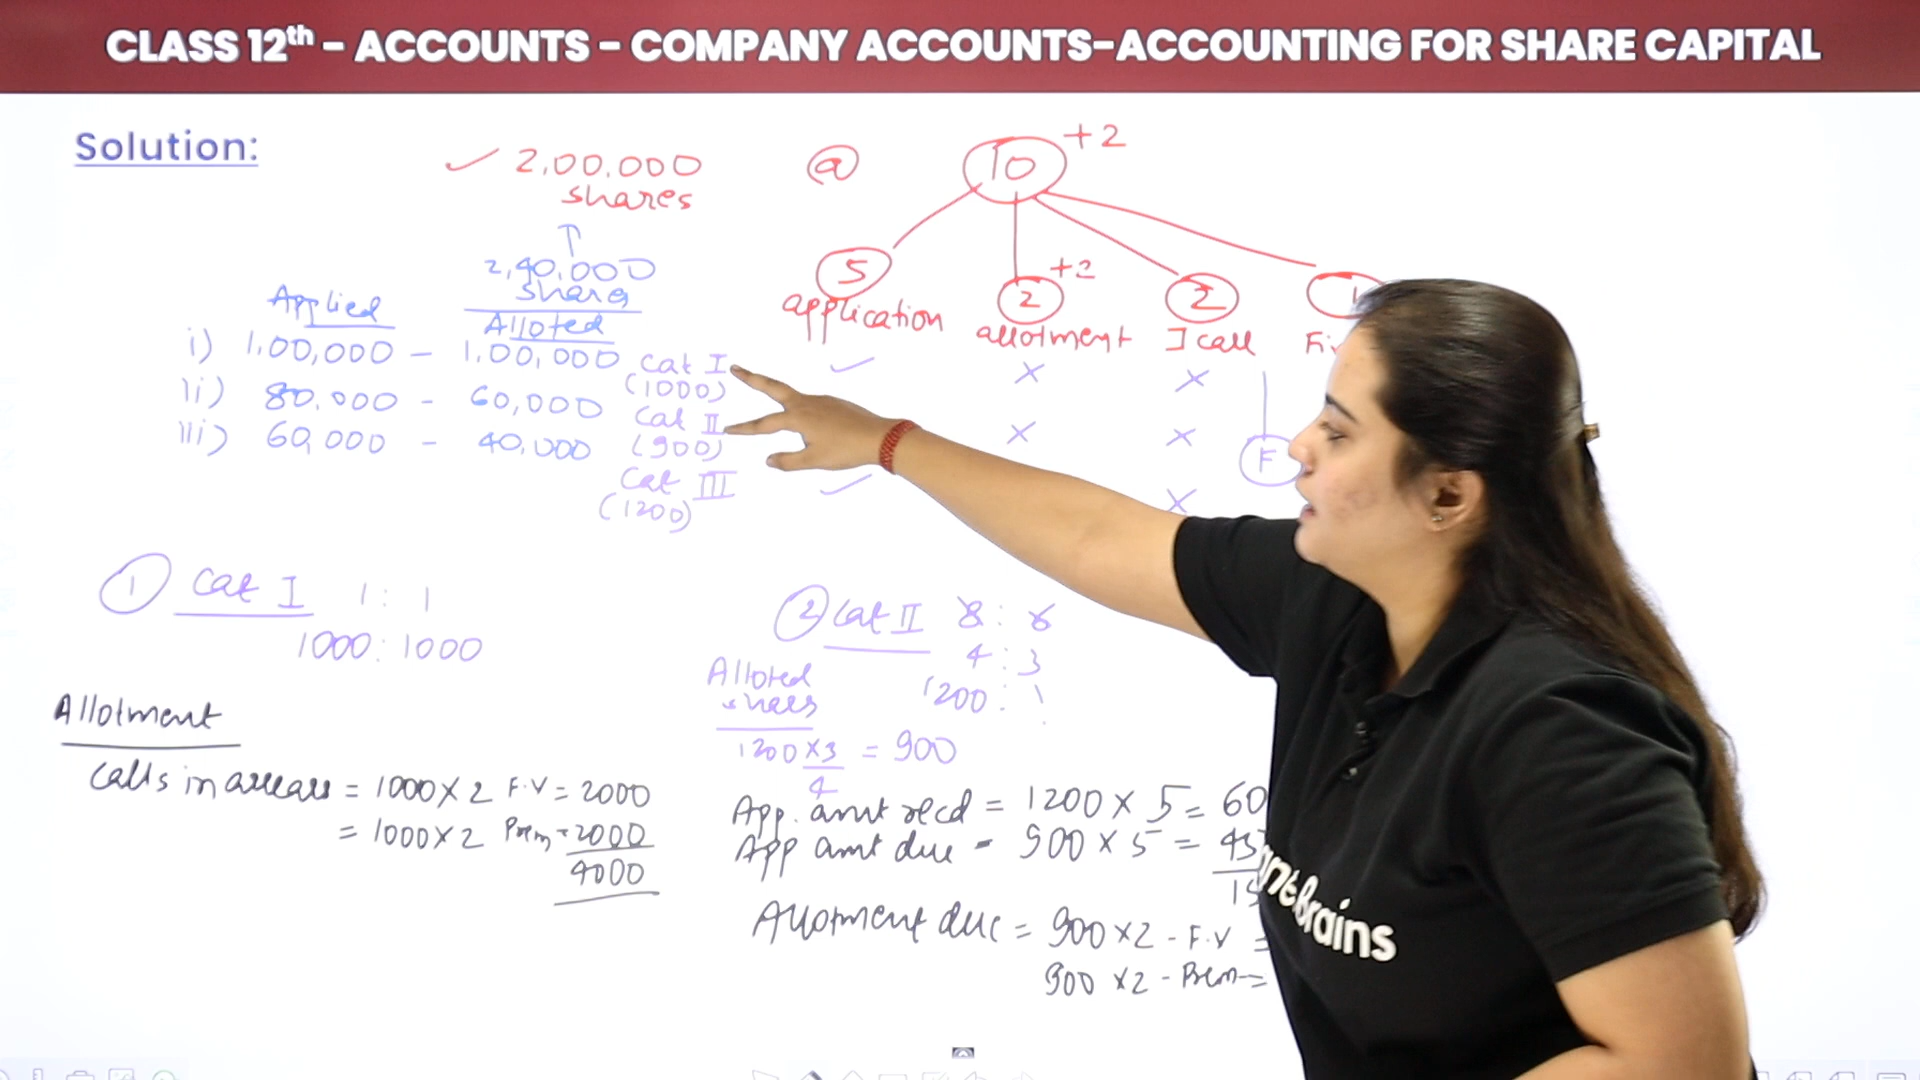 CLASS 12th – ACCOUNTS – COMPANY ACCOUNTS–ACCOUNTING FOR SHARE CAPITAL
Solution:
2,00,000 @ 10 +2
shares
2,40,000
shares
5 2 +2 2 1
application allotment I call
Applied Alloted
i) 1,00,000 – 1,00,000 Cat I
(1000)
ii) 80,000 – 60,000 Cat II
(900)
iii) 60,000 – 40,000
Cat III
(1200)
F
1 Cat I 1 : 1
1000 : 1000
2 Cat II 8 : 6
4 : 3
1200 : 1
Alloted
shares
1200 × 3 = 900
4
Allotment
Calls in arrears = 1000 × 2 F.V = 2000
= 1000 × 2 Prem = 2000
4000
App. amt recd = 1200 × 5 = 60
App amt due = 900 × 5 = 45
15
Allotment due = 900 × 2 - F.V =
900 × 2 - Prem =
Brains